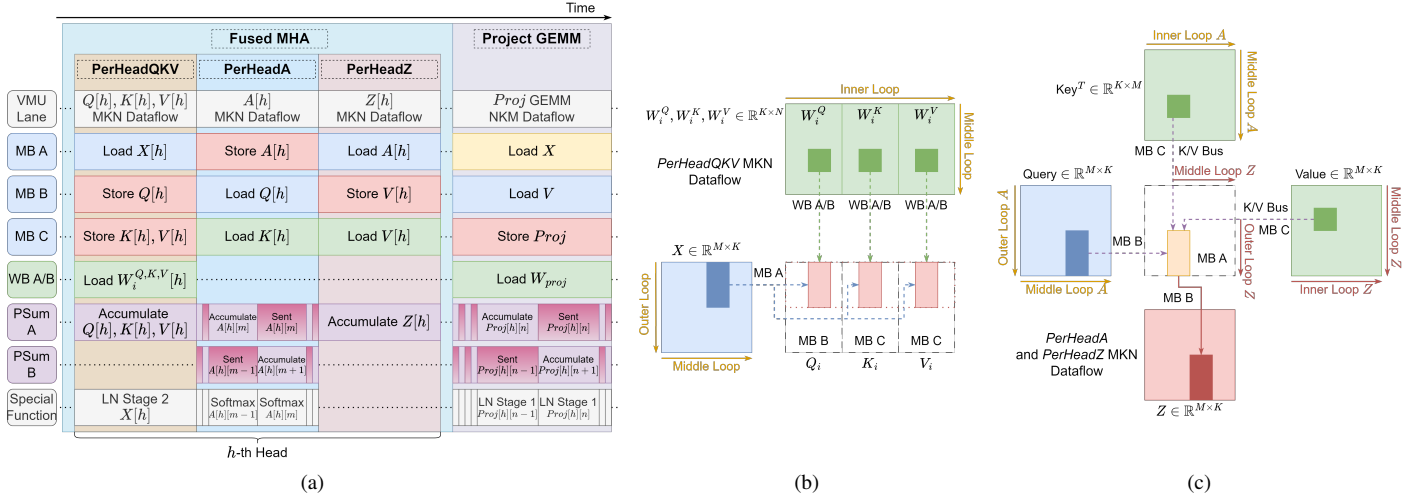 Time
Fused MHA
Project GEMM
PerHeadQKV
PerHeadA
PerHeadZ
VMU
Lane
Q[h], K[h], V[h]
MKN Dataflow
A[h]
MKN Dataflow
Z[h]
MKN Dataflow
Proj GEMM
NKM Dataflow
MB A
Load X[h]
Store A[h]
Load A[h]
Load X
MB B
Store Q[h]
Load Q[h]
Store V[h]
Load V
MB C
Store K[h], V[h]
Load K[h]
Load V[h]
Store Proj
WB A/B
Load W_i^{Q,K,V}[h]
Load W_{proj}
PSum
A
Accumulate
Q[h], K[h], V[h]
Accumulate
A[h][m]
Sent
A[h][m]
Accumulate Z[h]
Accumulate
Proj[h][n]
Sent
Proj[h][n]
PSum
B
Sent
A[h][m−1]
Accumulate
A[h][m+1]
Sent
Proj[h][n−1]
Accumulate
Proj[h][n+1]
Special
Function
LN Stage 2
X[h]
Softmax
A[h][m−1]
Softmax
A[h][m]
LN Stage 1
Proj[h][n−1]
LN Stage 1
Proj[h][n]
h-th Head
(a)
Inner Loop
W_i^Q, W_i^K, W_i^V ∈ ℝ^{K×N}
W_i^Q
W_i^K
W_i^V
Middle Loop
PerHeadQKV MKN
Dataflow
WB A/B
WB A/B
WB A/B
X ∈ ℝ^{M×K}
Outer Loop
MB A
Middle Loop
MB B
MB C
MB C
Q_i
K_i
V_i
(b)
Inner Loop A
Key^T ∈ ℝ^{K×M}
Middle Loop A
MB C
K/V Bus
Middle Loop Z
Query ∈ ℝ^{M×K}
Value ∈ ℝ^{M×K}
Outer Loop A
MB B
MB A
Outer Loop Z
K/V Bus
MB C
Middle Loop Z
Middle Loop A
Inner Loop Z
MB B
PerHeadA
and PerHeadZ MKN
Dataflow
Z ∈ ℝ^{M×K}
(c)